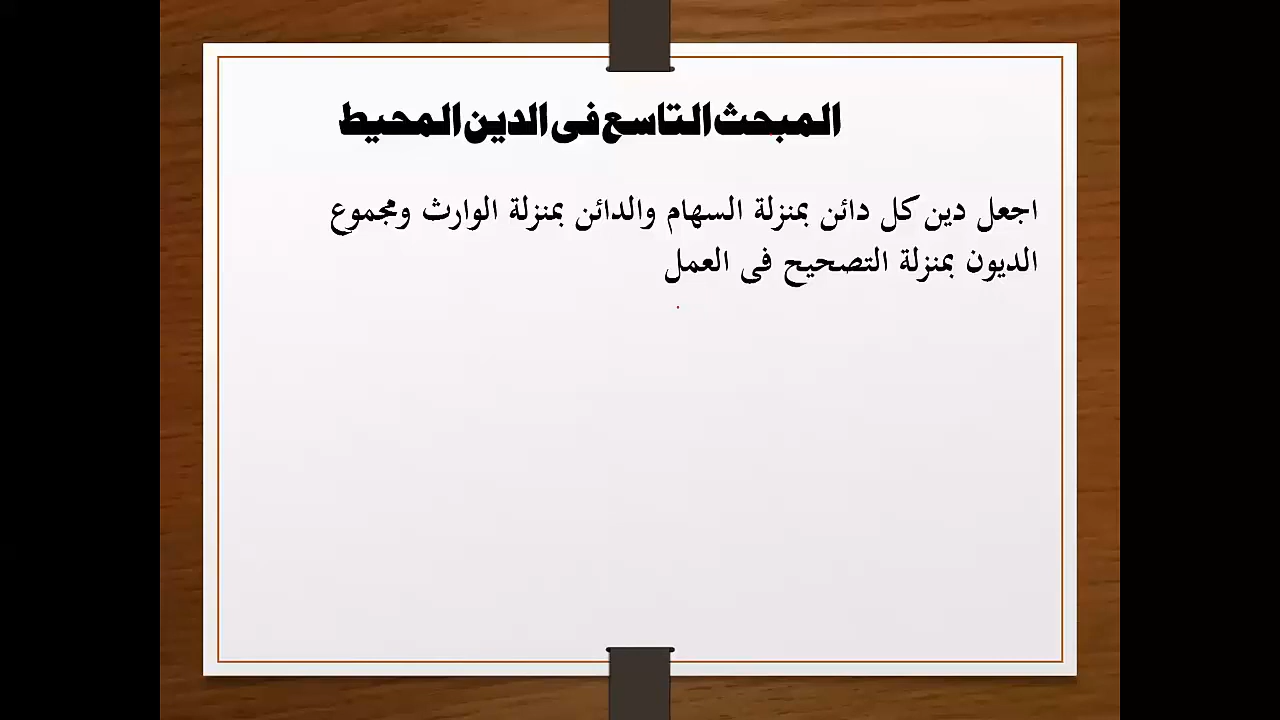 المبحث التاسع فى الدين المحيط
اجعل دين كل دائن بمنزلة السهام والدائن بمنزلة الوارث ومجموع
الديون بمنزلة التصحيح فى العمل